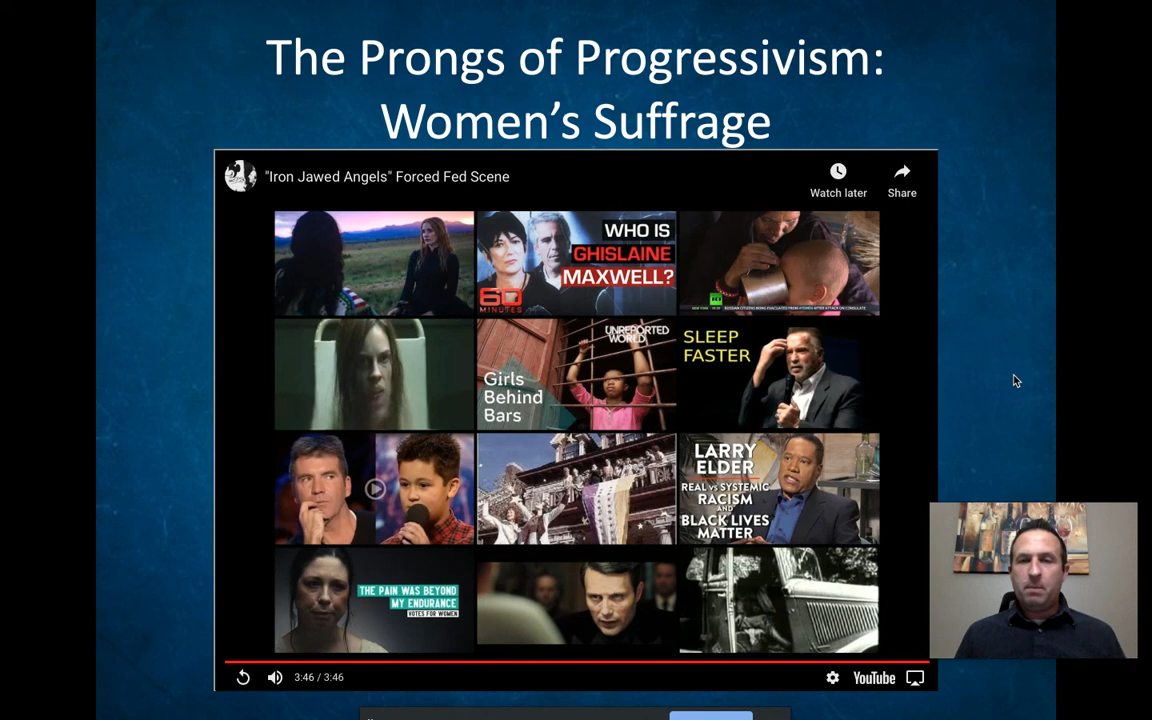 The Prongs of Progressivism:
Women's Suffrage
"Iron Jawed Angels" Forced Fed Scene
Watch later
Share
WHO IS
GHISLAINE
MAXWELL?
60
MINUTES
RT
UNREPORTED
WORLD
Girls
Behind
Bars
SLEEP
FASTER
LARRY
ELDER
REAL vs SYSTEMIC
RACISM
AND
BLACK LIVES
MATTER
THE PAIN WAS BEYOND
MY ENDURANCE
VOTES FOR WOMEN
3:46 / 3:46
YouTube